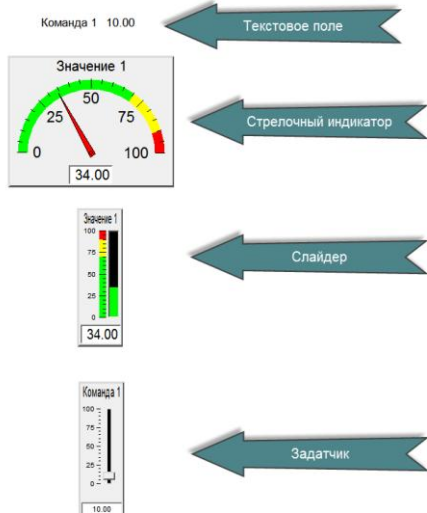 Команда 1 10.00
Текстовое поле
Значение 1
0 25 50 75 100
34.00
Стрелочный индикатор
Значение 1
100
75
50
25
0
34.00
Слайдер
Команда 1
100
75
50
25
0
10.00
Задатчик